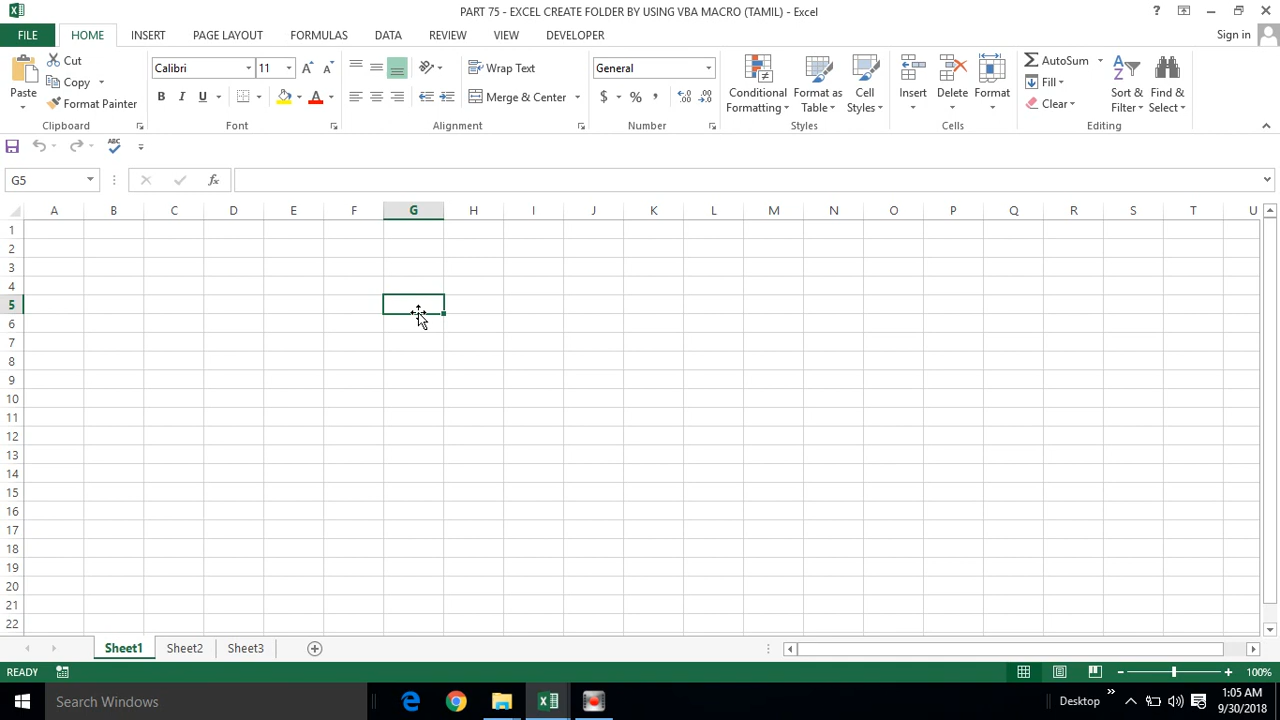 PART 75 - EXCEL CREATE FOLDER BY USING VBA MACRO (TAMIL) - Excel
?
FILE HOME INSERT PAGE LAYOUT FORMULAS DATA REVIEW VIEW DEVELOPER Sign in
Cut
Copy
Format Painter
Paste
Clipboard
Calibri 11
B I U A
Font
Wrap Text
Merge & Center
Alignment
General
$ % ,
Number
Conditional Formatting
Format as Table
Cell Styles
Styles
Insert Delete Format
Cells
AutoSum
Fill
Clear
Sort & Filter
Find & Select
Editing
ABC
G5 fx
A B C D E F G H I J K L M N O P Q R S T U
1
2
3
4
5
6
7
8
9
10
11
12
13
14
15
16
17
18
19
20
21
22
Sheet1 Sheet2 Sheet3
READY 100%
Search Windows Desktop 1:05 AM
9/30/2018